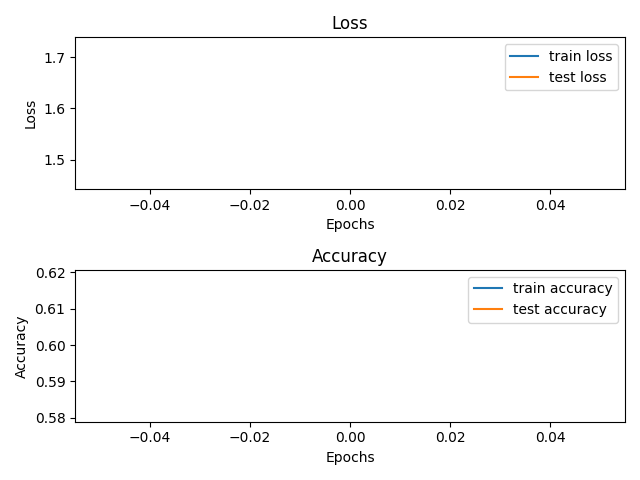 Loss
1.7
1.6
1.5
Loss
train loss
test loss
−0.04 −0.02 0.00 0.02 0.04
Epochs
Accuracy
0.62
0.61
0.60
0.59
0.58
Accuracy
train accuracy
test accuracy
−0.04 −0.02 0.00 0.02 0.04
Epochs